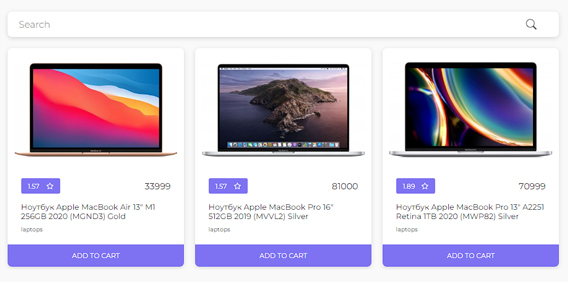 Search
1.57 33999
Ноутбук Apple MacBook Air 13" M1
256GB 2020 (MGND3) Gold
laptops
ADD TO CART
1.57 81000
Ноутбук Apple MacBook Pro 16"
512GB 2019 (MVVL2) Silver
laptops
ADD TO CART
1.89 70999
Ноутбук Apple MacBook Pro 13" A2251
Retina 1TB 2020 (MWP82) Silver
laptops
ADD TO CART